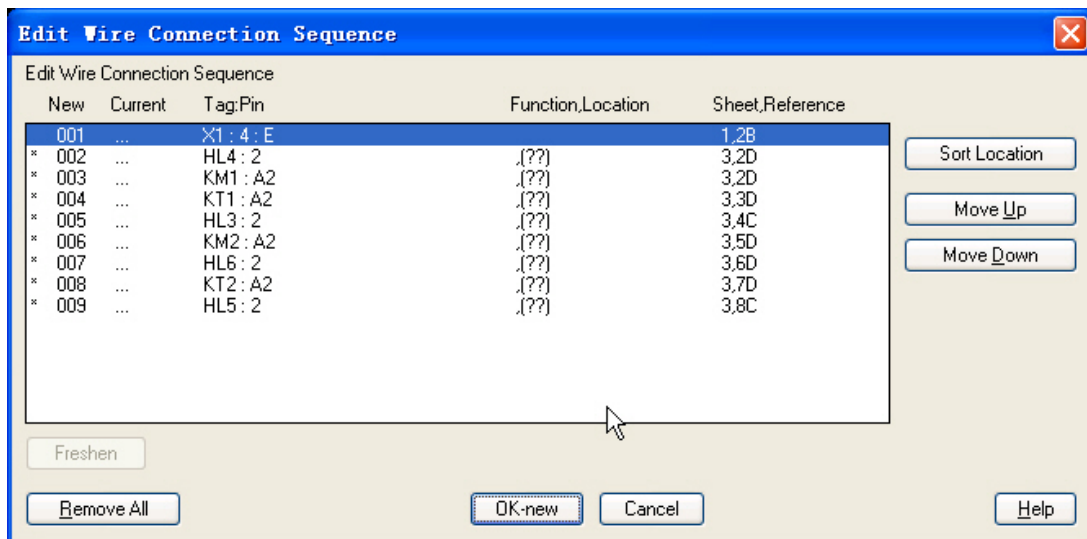 Edit Wire Connection Sequence
Edit Wire Connection Sequence
New Current Tag:Pin Function,Location Sheet,Reference
001 ... X1 : 4 : E 1,2B
* 002 ... HL4 : 2 ,(??) 3,2D
* 003 ... KM1 : A2 ,(??) 3,2D
* 004 ... KT1 : A2 ,(??) 3,3D
* 005 ... HL3 : 2 ,(??) 3,4C
* 006 ... KM2 : A2 ,(??) 3,5D
* 007 ... HL6 : 2 ,(??) 3,6D
* 008 ... KT2 : A2 ,(??) 3,7D
* 009 ... HL5 : 2 ,(??) 3,8C
Sort Location
Move Up
Move Down
Freshen
Remove All OK-new Cancel Help